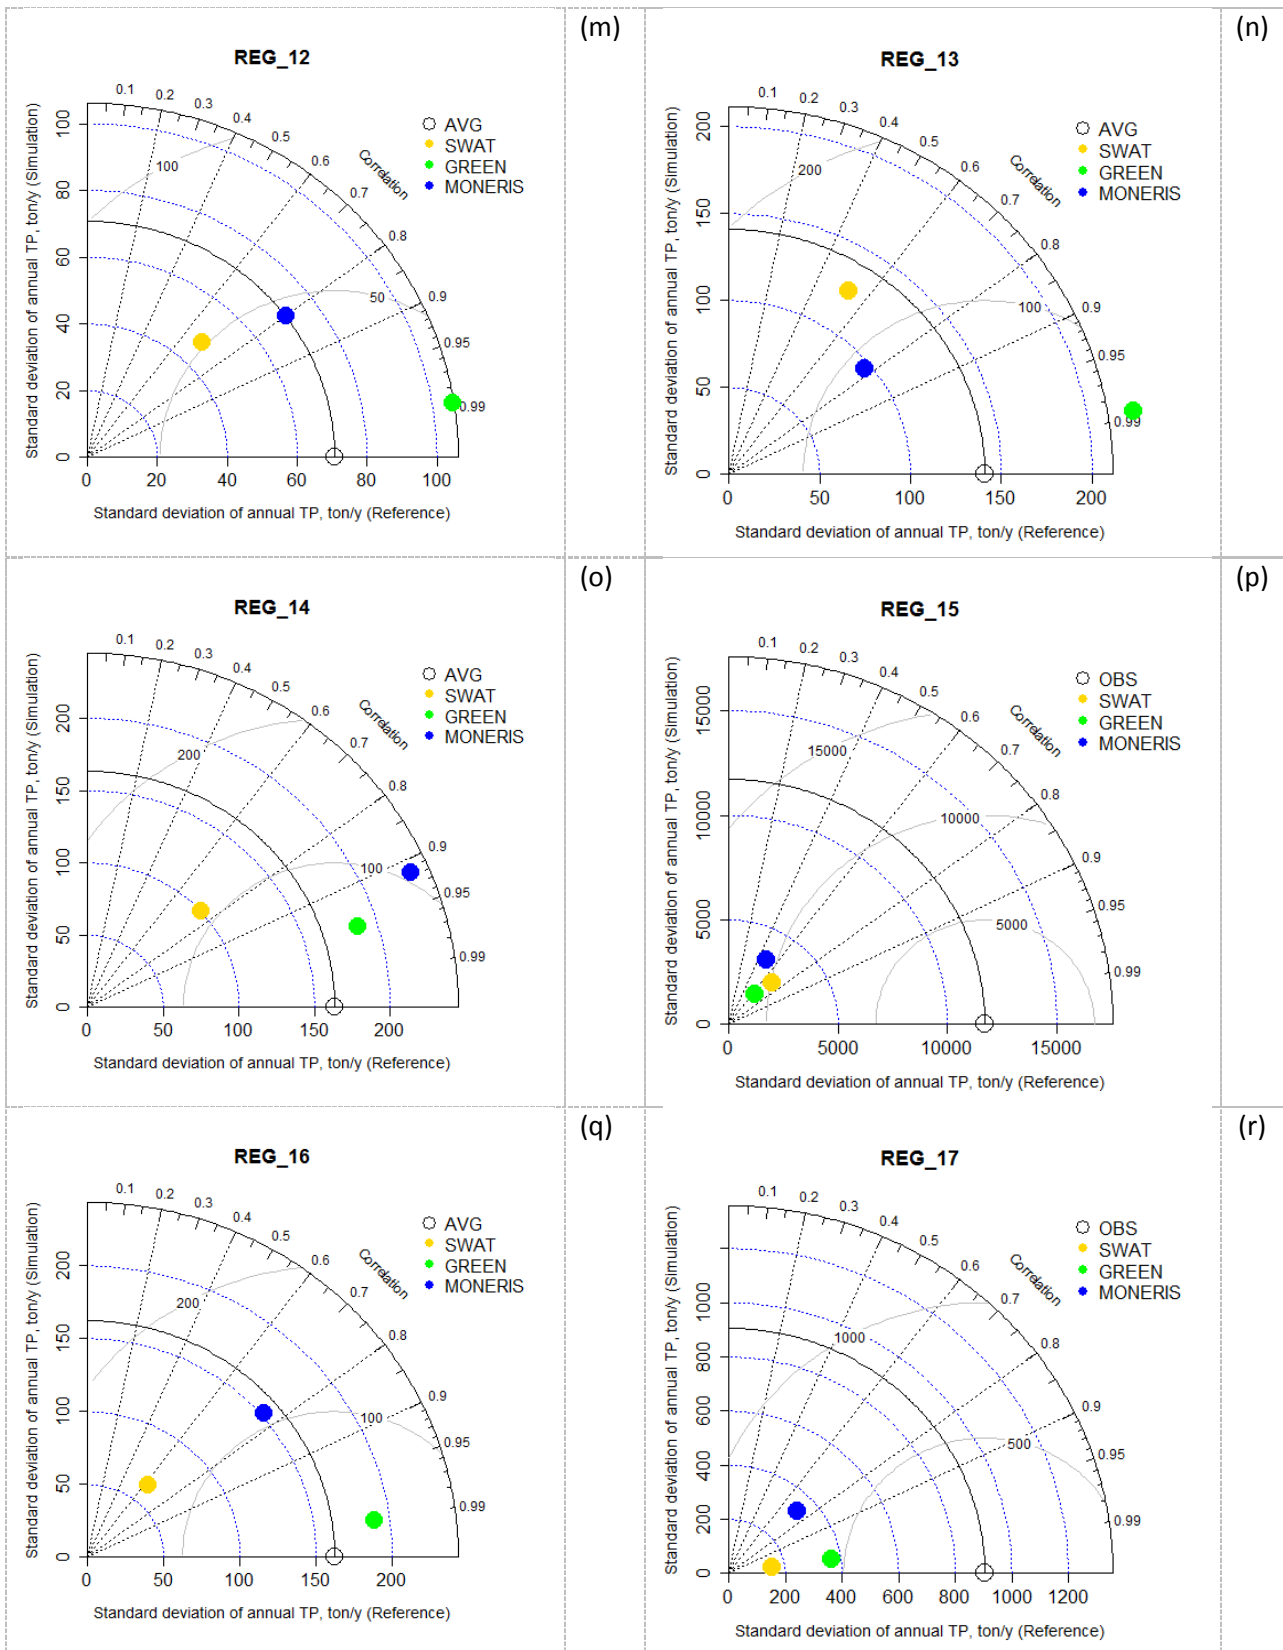 (m)
REG_12
0.1
0.2
0.3
0.4
0.5
0.6
0.7
0.8
0.9
0.95
0.99
Correlation
AVG
SWAT
GREEN
MONERIS
100
50
100
80
60
40
20
0
Standard deviation of annual TP, ton/y (Simulation)
0 20 40 60 80 100
Standard deviation of annual TP, ton/y (Reference)
(n)
REG_13
0.1
0.2
0.3
0.4
0.5
0.6
0.7
0.8
0.9
0.95
0.99
Correlation
AVG
SWAT
GREEN
MONERIS
200
100
200
150
100
50
0
Standard deviation of annual TP, ton/y (Simulation)
0 50 100 150 200
Standard deviation of annual TP, ton/y (Reference)
(o)
REG_14
0.1
0.2
0.3
0.4
0.5
0.6
0.7
0.8
0.9
0.95
0.99
Correlation
AVG
SWAT
GREEN
MONERIS
200
100
200
150
100
50
0
Standard deviation of annual TP, ton/y (Simulation)
0 50 100 150 200
Standard deviation of annual TP, ton/y (Reference)
(p)
REG_15
0.1
0.2
0.3
0.4
0.5
0.6
0.7
0.8
0.9
0.95
0.99
Correlation
OBS
SWAT
GREEN
MONERIS
15000
10000
5000
15000
10000
5000
0
Standard deviation of annual TP, ton/y (Simulation)
0 5000 10000 15000
Standard deviation of annual TP, ton/y (Reference)
(q)
REG_16
0.1
0.2
0.3
0.4
0.5
0.6
0.7
0.8
0.9
0.95
0.99
Correlation
AVG
SWAT
GREEN
MONERIS
200
100
200
150
100
50
0
Standard deviation of annual TP, ton/y (Simulation)
0 50 100 150 200
Standard deviation of annual TP, ton/y (Reference)
(r)
REG_17
0.1
0.2
0.3
0.4
0.5
0.6
0.7
0.8
0.9
0.95
0.99
Correlation
OBS
SWAT
GREEN
MONERIS
1000
500
1000
800
600
400
200
0
Standard deviation of annual TP, ton/y (Simulation)
0 200 400 600 800 1000 1200
Standard deviation of annual TP, ton/y (Reference)